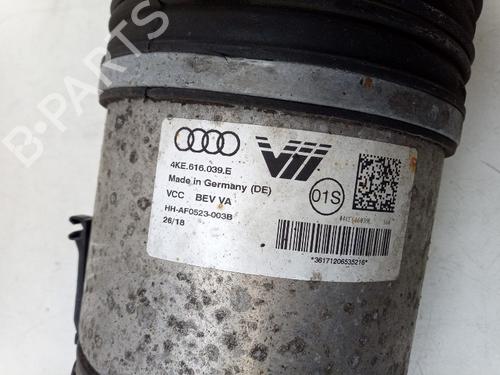 B-PARTS
4KE.616.039.E
Made in Germany (DE)
VCC BEV VA
HH-AF0523-003B
26/18
01S
*36171206535216*